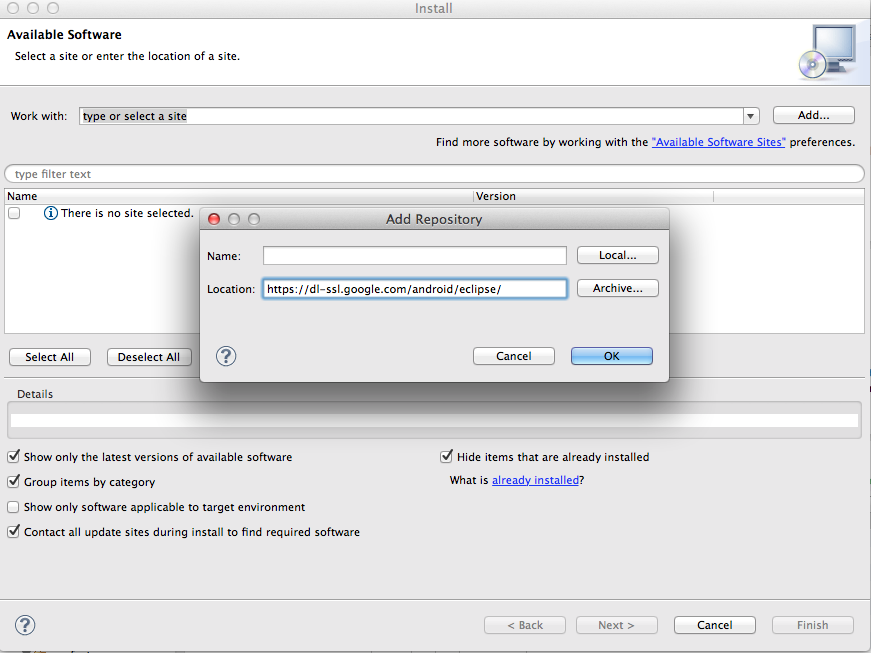 Install
Available Software
Select a site or enter the location of a site.
Work with: type or select a site Add...
Find more software by working with the "Available Software Sites" preferences.
type filter text
Name Version
There is no site selected.
Add Repository
Name: Local...
Location: https://dl-ssl.google.com/android/eclipse/ Archive...
? Cancel OK
Select All Deselect All
Details
Show only the latest versions of available software Hide items that are already installed
Group items by category What is already installed?
Show only software applicable to target environment
Contact all update sites during install to find required software
? < Back Next > Cancel Finish